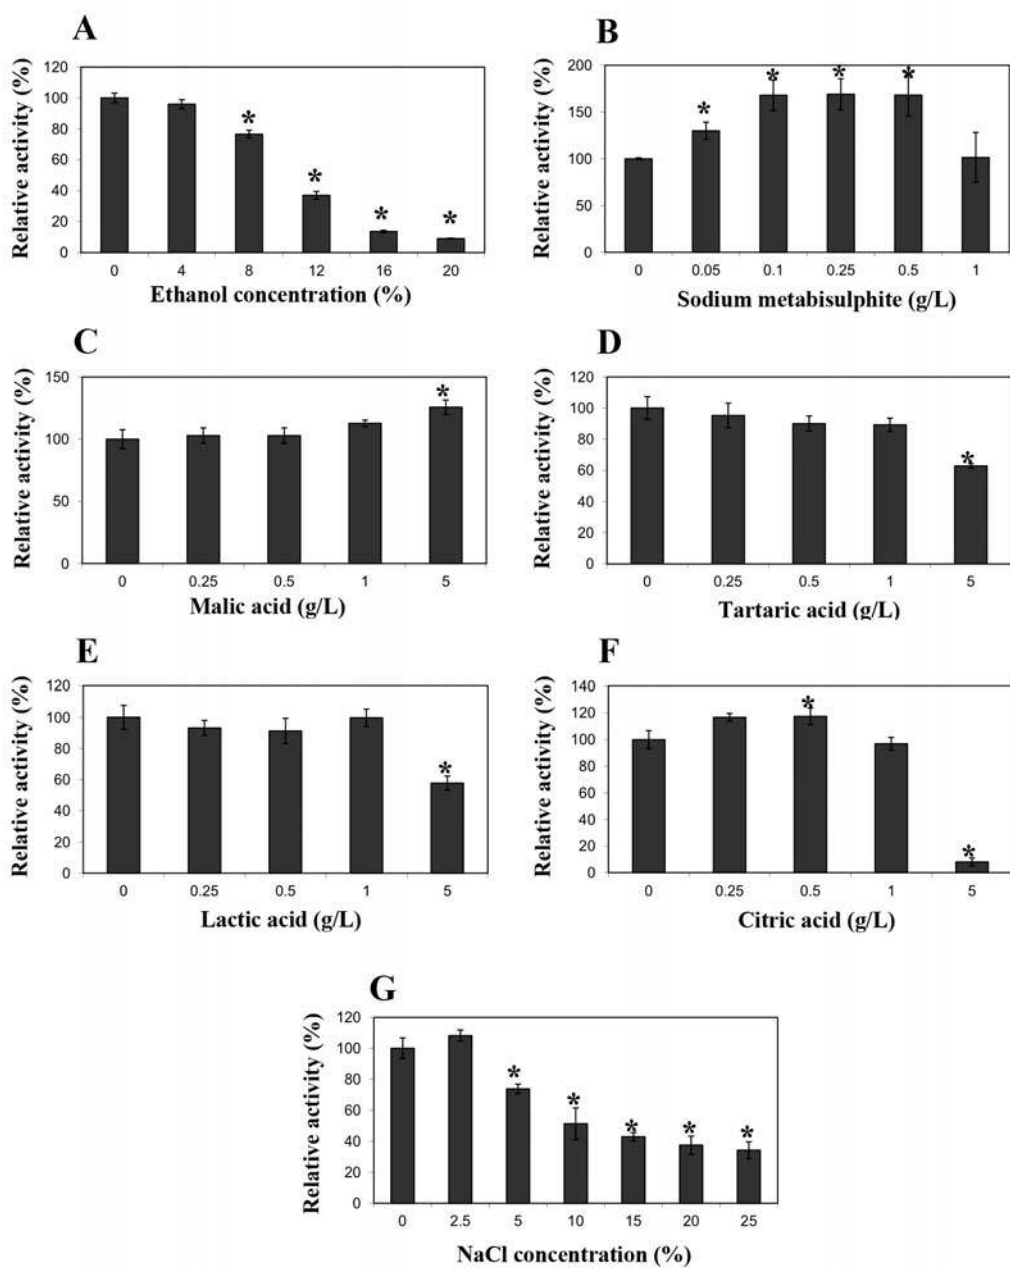 A
Relative activity (%)
120
100
80
60
40
20
0
0 4 8 12 16 20
* * * *
Ethanol concentration (%)
B
Relative activity (%)
200
150
100
50
0
0 0.05 0.1 0.25 0.5 1
* * * *
Sodium metabisulphite (g/L)
C
Relative activity (%)
150
100
50
0
0 0.25 0.5 1 5
*
Malic acid (g/L)
D
Relative activity (%)
120
100
80
60
40
20
0
0 0.25 0.5 1 5
*
Tartaric acid (g/L)
E
Relative activity (%)
120
100
80
60
40
20
0
0 0.25 0.5 1 5
*
Lactic acid (g/L)
F
Relative activity (%)
140
120
100
80
60
40
20
0
0 0.25 0.5 1 5
* *
Citric acid (g/L)
G
Relative activity (%)
120
100
80
60
40
20
0
0 2.5 5 10 15 20 25
* * * * *
NaCl concentration (%)